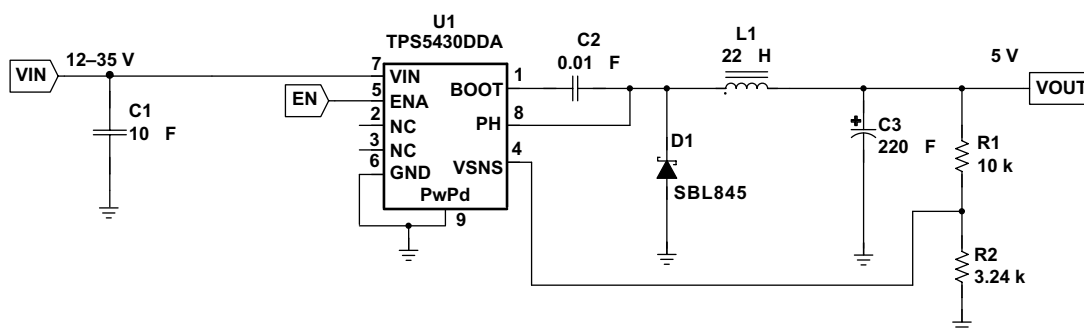 U1
TPS5430DDA
VIN
12–35 V
C1
10 F
EN
7
VIN
5
ENA
2
NC
3
NC
6
GND
PwPd
9
BOOT
1
PH
8
VSNS
4
C2
0.01 F
L1
22 H
D1
SBL845
+
C3
220 F
5 V
VOUT
R1
10 k
R2
3.24 k